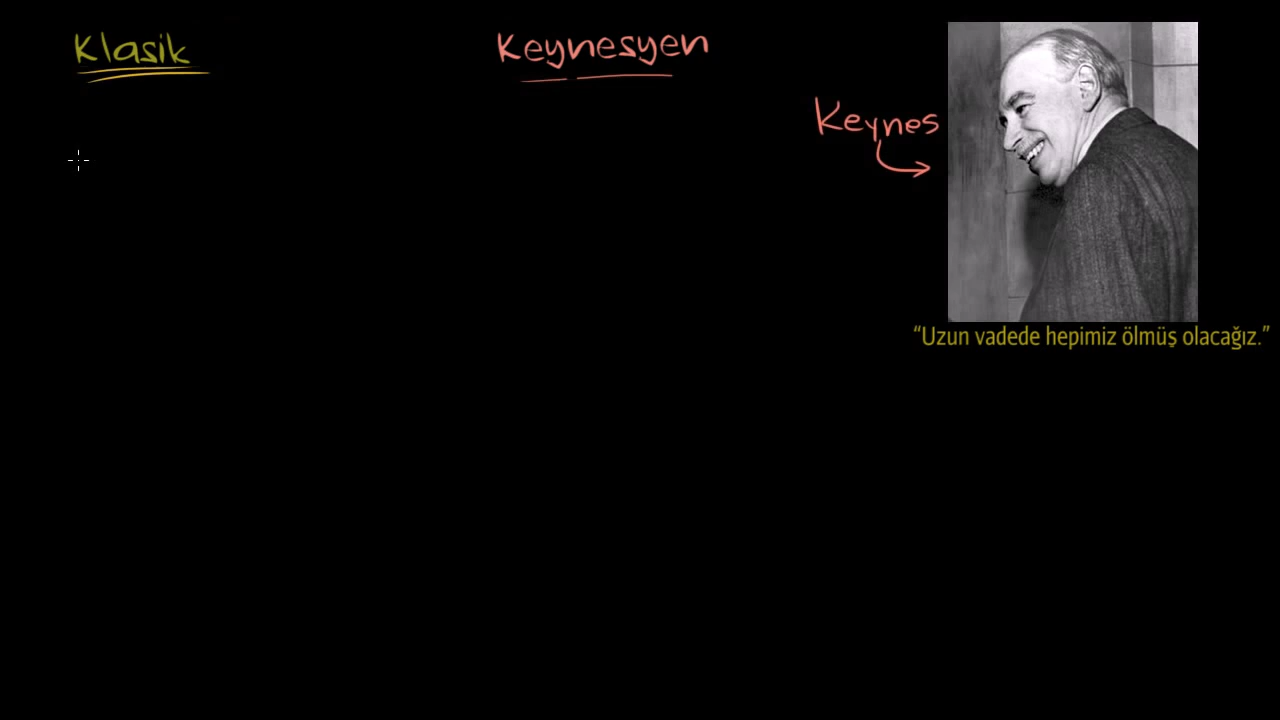 Klasik
Keynesyen
Keynes
“Uzun vadede hepimiz ölmüş olacağız.”